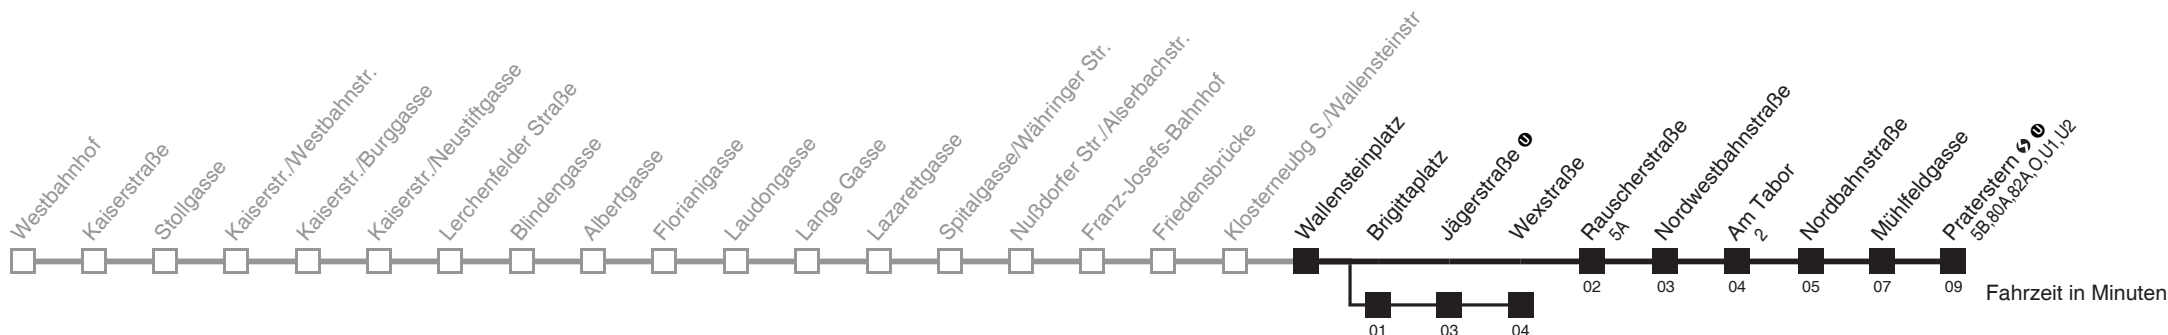 Westbahnhof
Kaiserstraße
Stollgasse
Kaiserstr./Westbahnstr.
Kaiserstr./Burggasse
Kaiserstr./Neustiftgasse
Lerchenfelder Straße
Blindengasse
Albertgasse
Florianigasse
Laudongasse
Lange Gasse
Lazarettgasse
Spitalgasse/Währinger Str.
Nußdorfer Str./Alserbachstr.
Franz-Josefs-Bahnhof
Friedensbrücke
Klosterneubg S./Wallensteinstr
Wallensteinplatz
Brigittaplatz
Jägerstraße U
Wexstraße
Rauscherstraße
5A
Nordwestbahnstraße
Am Tabor
2
Nordbahnstraße
Mühlfeldgasse
Praterstern S U
5B,80A,82A,O,U1,U2
02
03
04
05
07
09
Fahrzeit in Minuten
01
03
04